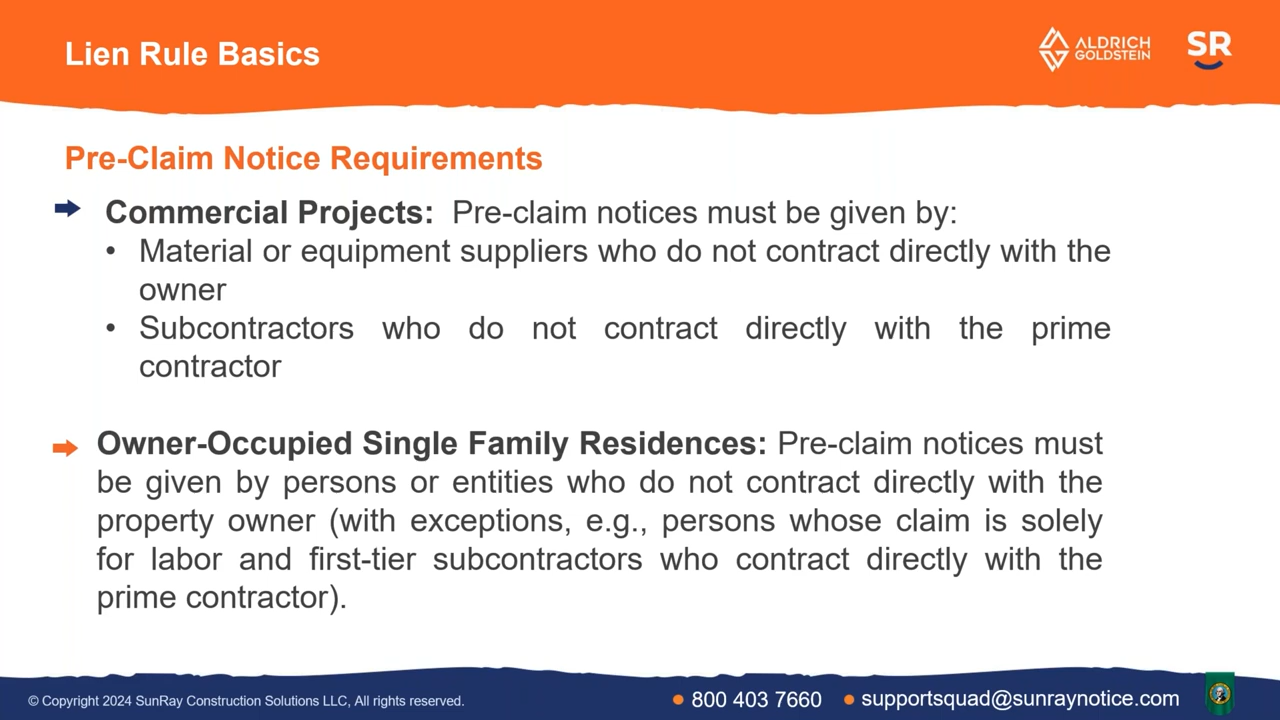 Lien Rule Basics
ALDRICH
GOLDSTEIN
SR
Pre-Claim Notice Requirements
Commercial Projects: Pre-claim notices must be given by:
• Material or equipment suppliers who do not contract directly with the
owner
• Subcontractors who do not contract directly with the prime
contractor
Owner-Occupied Single Family Residences: Pre-claim notices must
be given by persons or entities who do not contract directly with the
property owner (with exceptions, e.g., persons whose claim is solely
for labor and first-tier subcontractors who contract directly with the
prime contractor).
© Copyright 2024 SunRay Construction Solutions LLC, All rights reserved.
• 800 403 7660 • supportsquad@sunraynotice.com